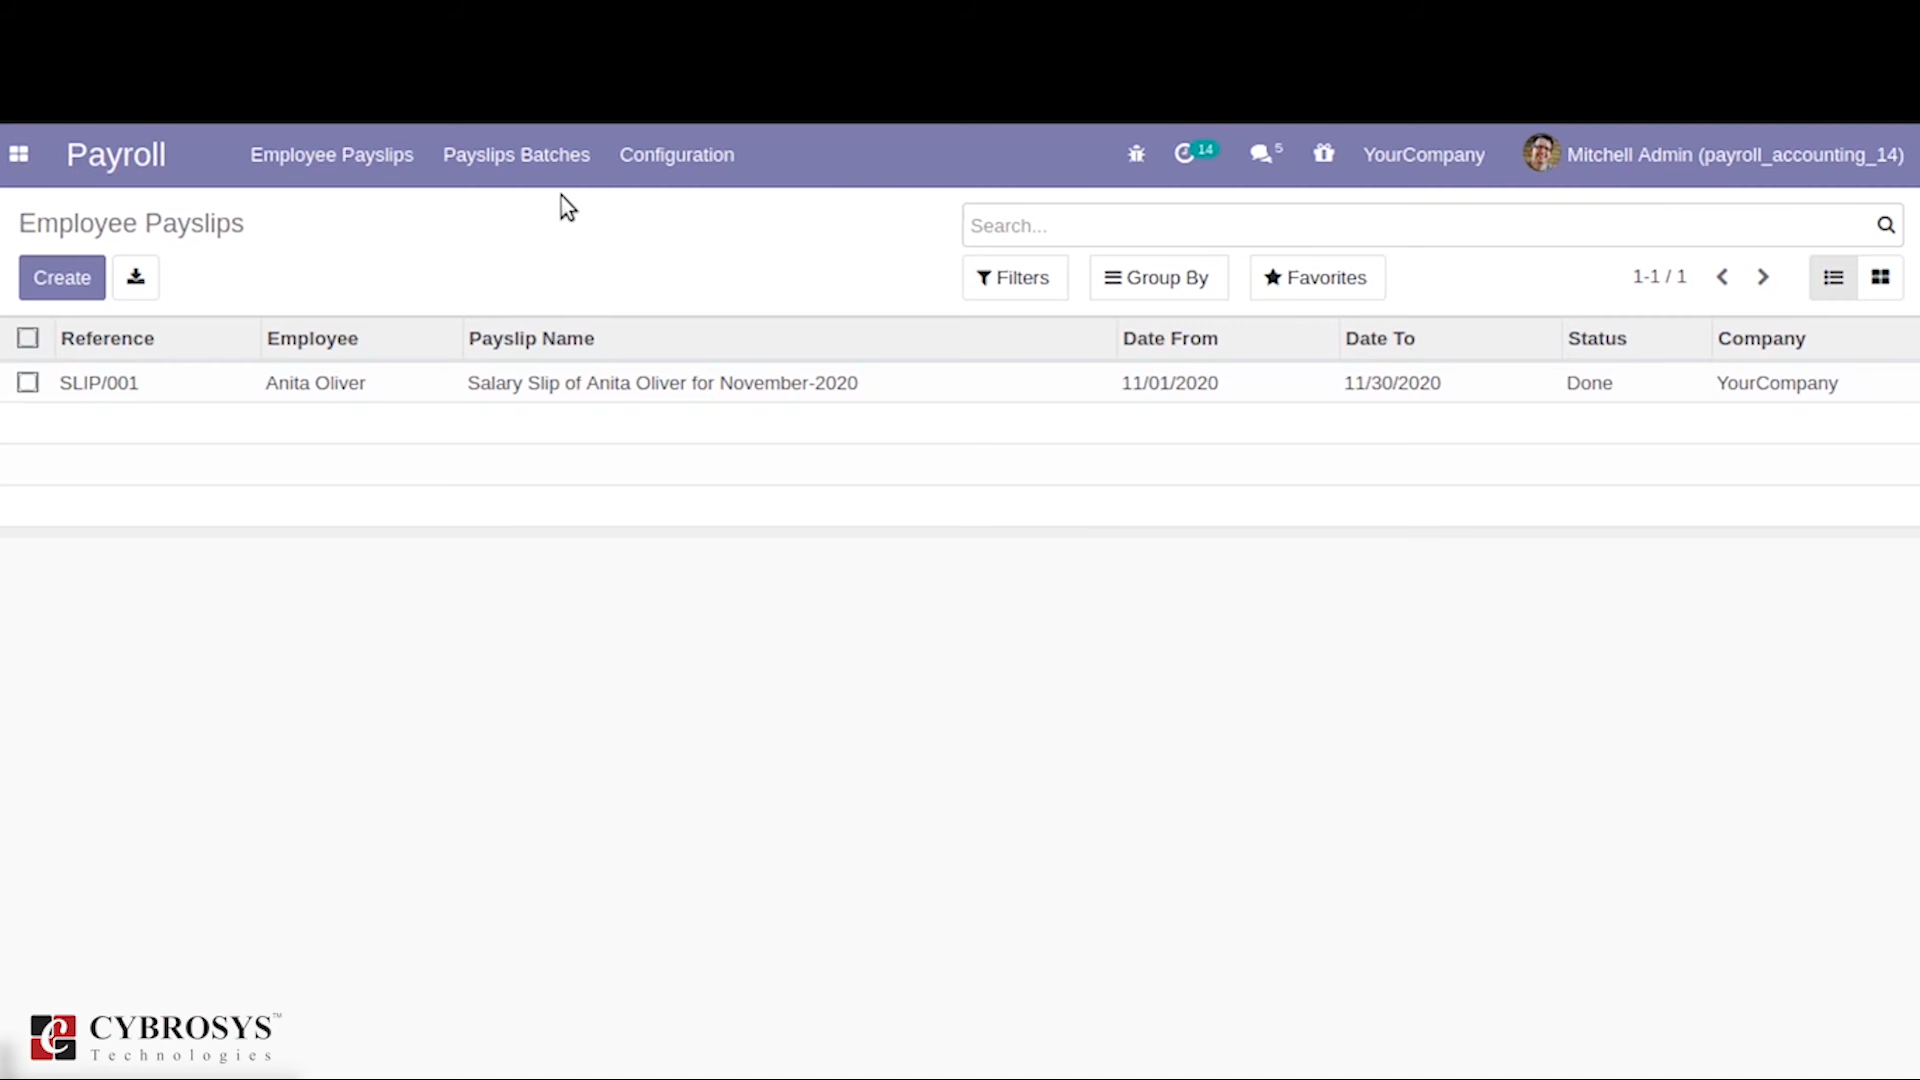 Payroll Employee Payslips Payslips Batches Configuration 14 5 YourCompany Mitchell Admin (payroll_accounting_14)
Employee Payslips
Search...
Create Filters Group By Favorites 1-1 / 1
Reference Employee Payslip Name Date From Date To Status Company
SLIP/001 Anita Oliver Salary Slip of Anita Oliver for November-2020 11/01/2020 11/30/2020 Done YourCompany
CYBROSYS™
Technologies